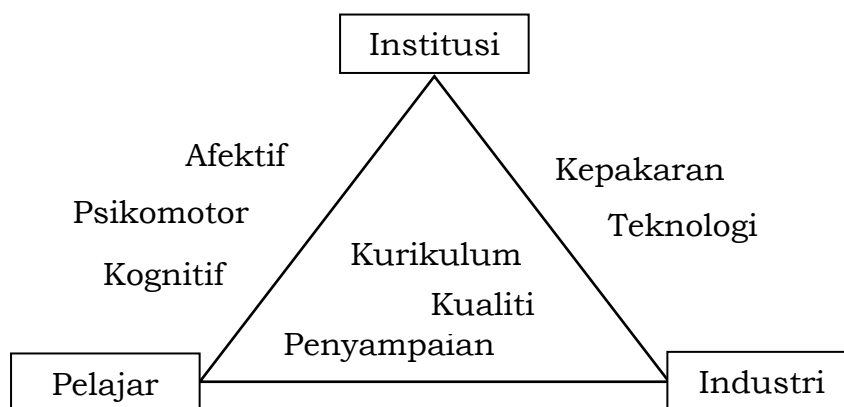 Institusi
Afektif
Kepakaran
Psikomotor
Teknologi
Kurikulum
Kognitif
Kualiti
Penyampaian
Pelajar
Industri